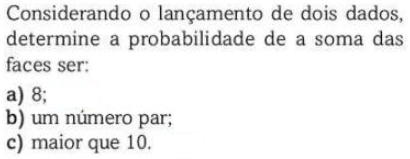 Considerando o lançamento de dois dados,
determine a probabilidade de a soma das
faces ser:
a) 8;
b) um número par;
c) maior que 10.